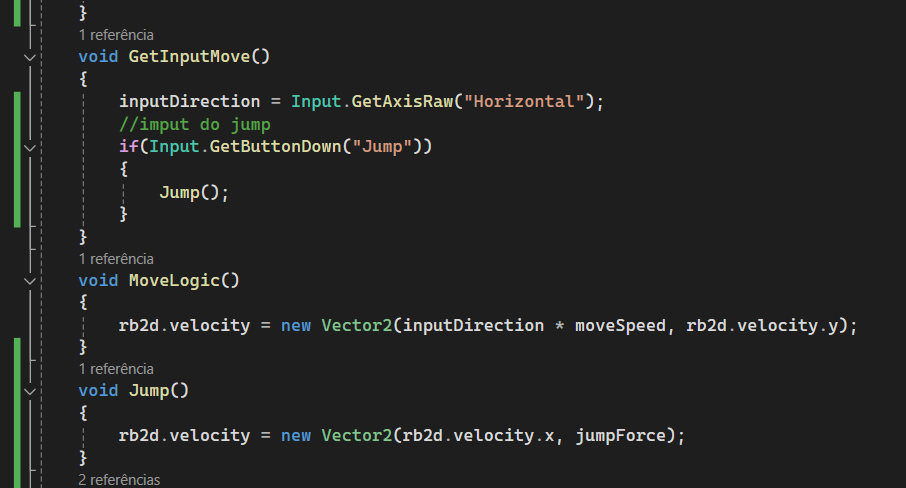 }
1 referência
void GetInputMove()
{
inputDirection = Input.GetAxisRaw("Horizontal");
//imput do jump
if(Input.GetButtonDown("Jump"))
{
Jump();
}
}
1 referência
void MoveLogic()
{
rb2d.velocity = new Vector2(inputDirection * moveSpeed, rb2d.velocity.y);
}
1 referência
void Jump()
{
rb2d.velocity = new Vector2(rb2d.velocity.x, jumpForce);
}
2 referências